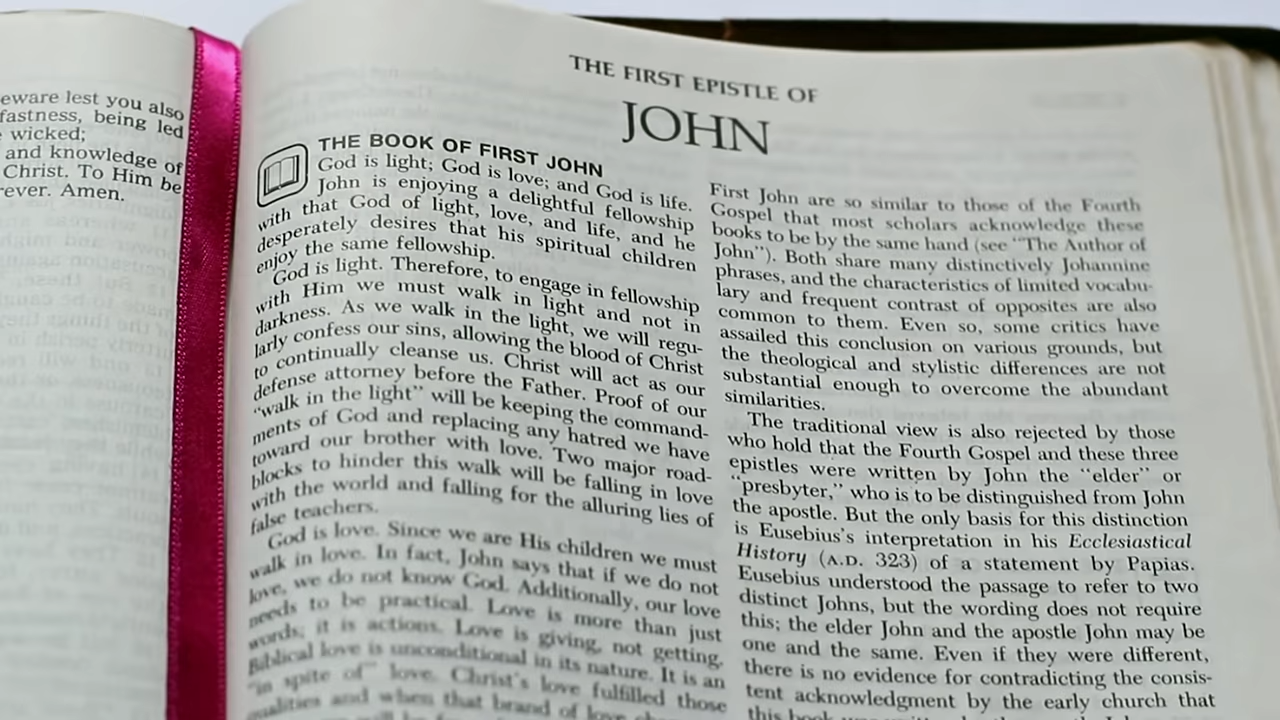 eware lest you also
fastness, being led
wicked;
and knowledge of
Christ. To Him be
ever. Amen.
THE FIRST EPISTLE OF
JOHN
THE BOOK OF FIRST JOHN
God is light; God is love; and God is life.
John is enjoying a delightful fellowship
with that God of light, love, and life, and he
desperately desires that his spiritual children
enjoy the same fellowship.
God is light. Therefore, to engage in fellowship
with Him we must walk in light and not in
darkness. As we walk in the light, we will regu-
larly confess our sins, allowing the blood of Christ
to continually cleanse us. Christ will act as our
defense attorney before the Father. Proof of our
“walk in the light” will be keeping the command-
ments of God and replacing any hatred we have
toward our brother with love. Two major road-
blocks to hinder this walk will be falling in love
with the world and falling for the alluring lies of
false teachers.
God is love. Since we are His children we must
walk in love. In fact, John says that if we do not
love, we do not know God. Additionally, our love
needs to be practical. Love is more than just
words; it is actions. Love is giving, not getting.
Biblical love is unconditional in its nature. It is an
“in spite of” love. Christ's love fulfilled those
qualities and when that brand of love
First John are so similar to those of the Fourth
Gospel that most scholars acknowledge these
books to be by the same hand (see “The Author of
John”). Both share many distinctively Johannine
phrases, and the characteristics of limited vocabu-
lary and frequent contrast of opposites are also
common to them. Even so, some critics have
assailed this conclusion on various grounds, but
the theological and stylistic differences are not
substantial enough to overcome the abundant
similarities.
The traditional view is also rejected by those
who hold that the Fourth Gospel and these three
epistles were written by John the “elder” or
“presbyter,” who is to be distinguished from John
the apostle. But the only basis for this distinction
is Eusebius's interpretation in his Ecclesiastical
History (A.D. 323) of a statement by Papias.
Eusebius understood the passage to refer to two
distinct Johns, but the wording does not require
this; the elder John and the apostle John may be
one and the same. Even if they were different,
there is no evidence for contradicting the consis-
tent acknowledgment by the early church that
this book